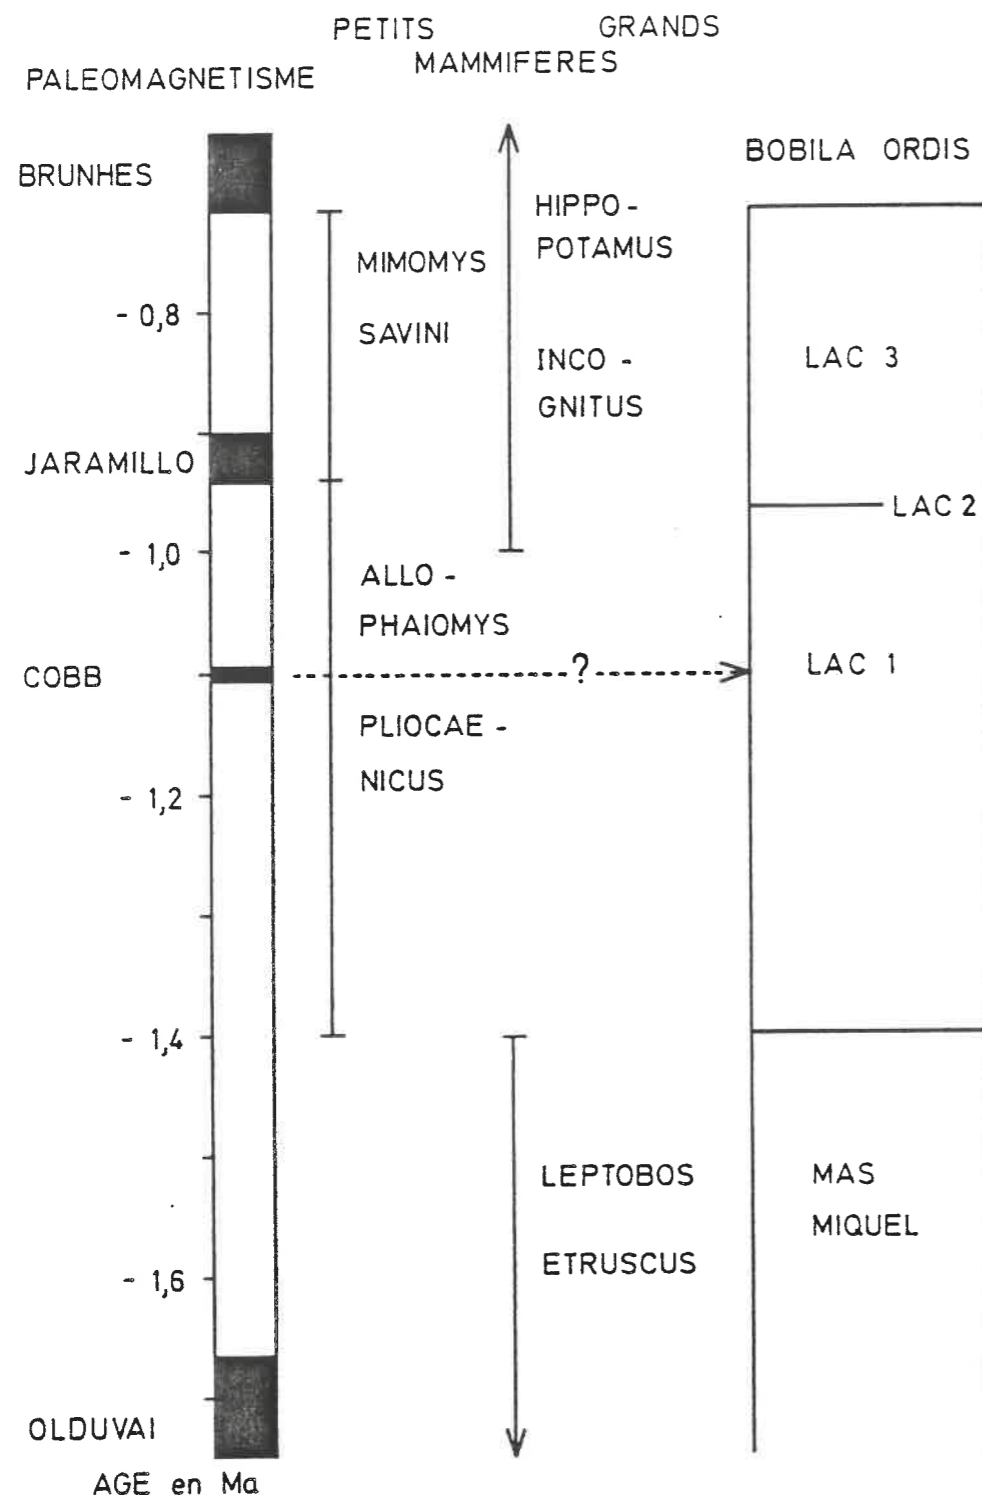 PETITS GRANDS
MAMMIFERES
PALEOMAGNETISME
BOBILA ORDIS
BRUNHES
HIPPO -
POTAMUS
MIMOMYS
SAVINI
- 0,8
INCO -
GNITUS
LAC 3
JARAMILLO
LAC 2
- 1,0
ALLO -
PHAIOMYS
COBB
?
LAC 1
PLIOCAE -
NICUS
- 1,2
- 1,4
LEPTOBOS
ETRUSCUS
MAS
MIQUEL
- 1,6
OLDUVAI
AGE en Ma